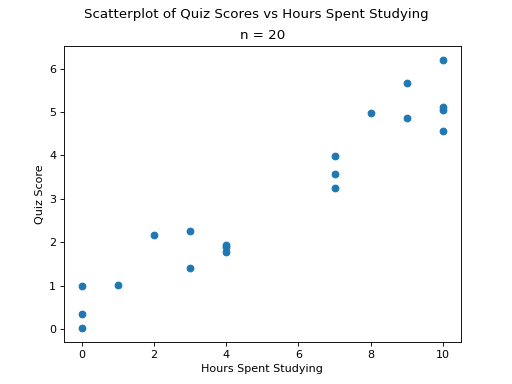 Scatterplot of Quiz Scores vs Hours Spent Studying
n = 20
6
5
4
3
2
1
0
Quiz Score
0 2 4 6 8 10
Hours Spent Studying